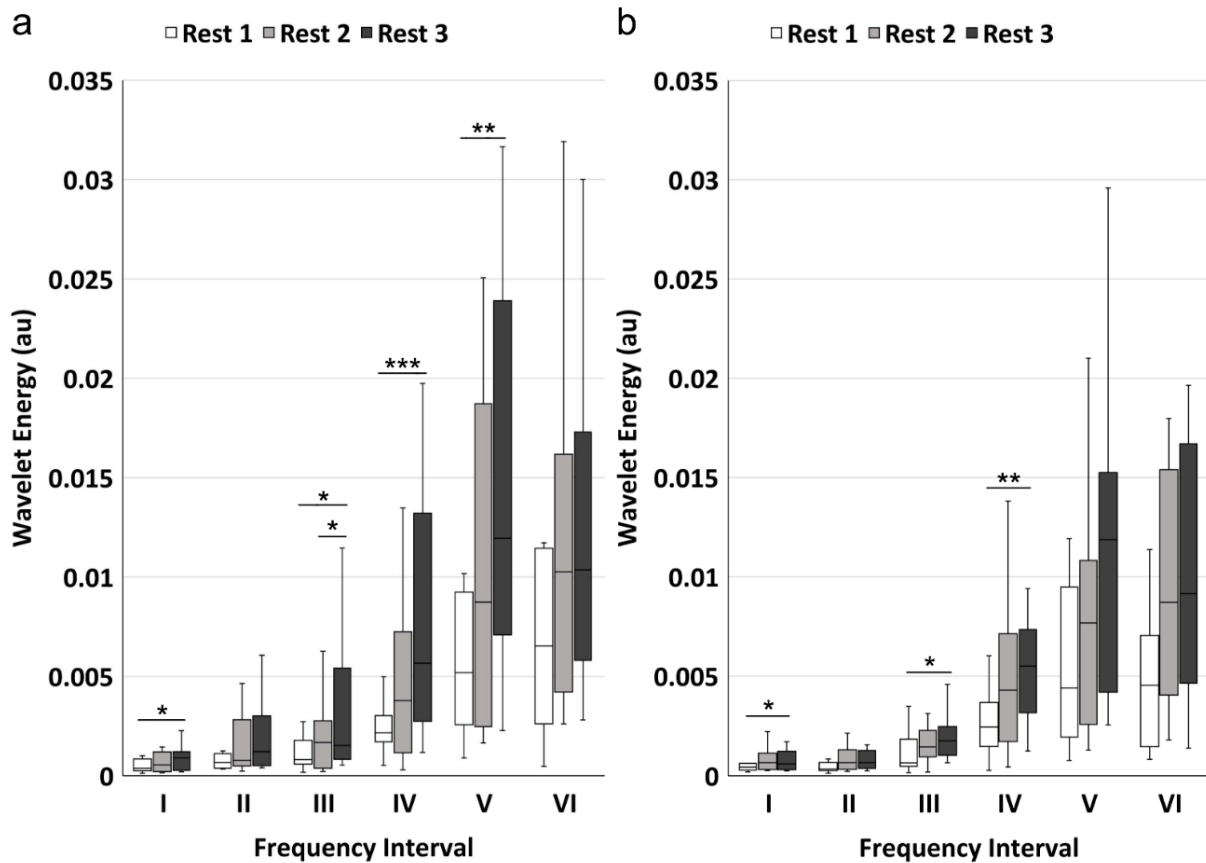 a
Rest 1 Rest 2 Rest 3
0.035
0.03
0.025
0.02
0.015
0.01
0.005
0
Wavelet Energy (au)
*
*
*
***
**
I II III IV V VI
Frequency Interval
b
Rest 1 Rest 2 Rest 3
0.035
0.03
0.025
0.02
0.015
0.01
0.005
0
Wavelet Energy (au)
*
*
**
I II III IV V VI
Frequency Interval